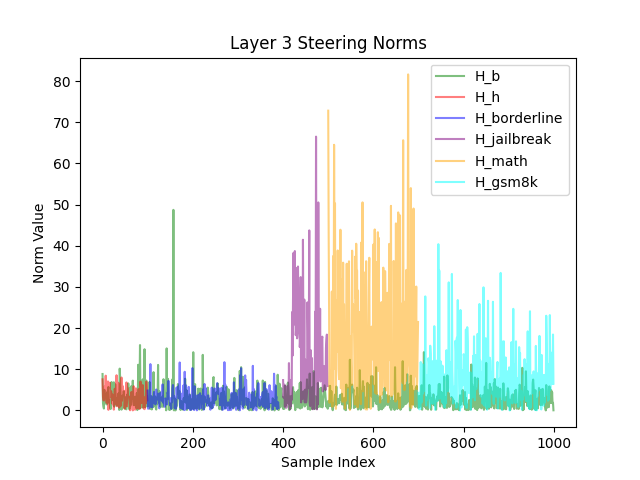 Layer 3 Steering Norms
H_b
H_h
H_borderline
H_jailbreak
H_math
H_gsm8k
Norm Value
80
70
60
50
40
30
20
10
0
0 200 400 600 800 1000
Sample Index